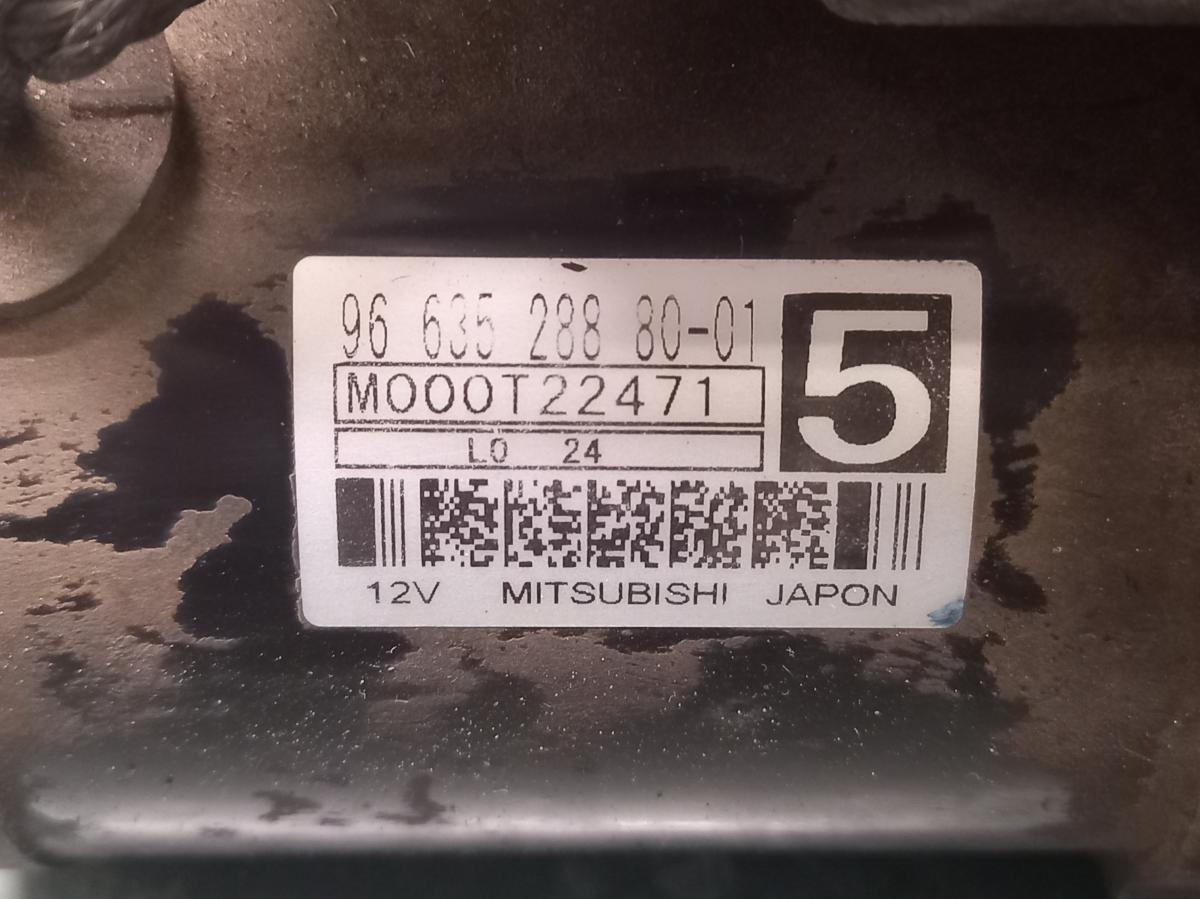 96 635 288 80-01
5
M000T22471
L0 24
12V MITSUBISHI JAPON